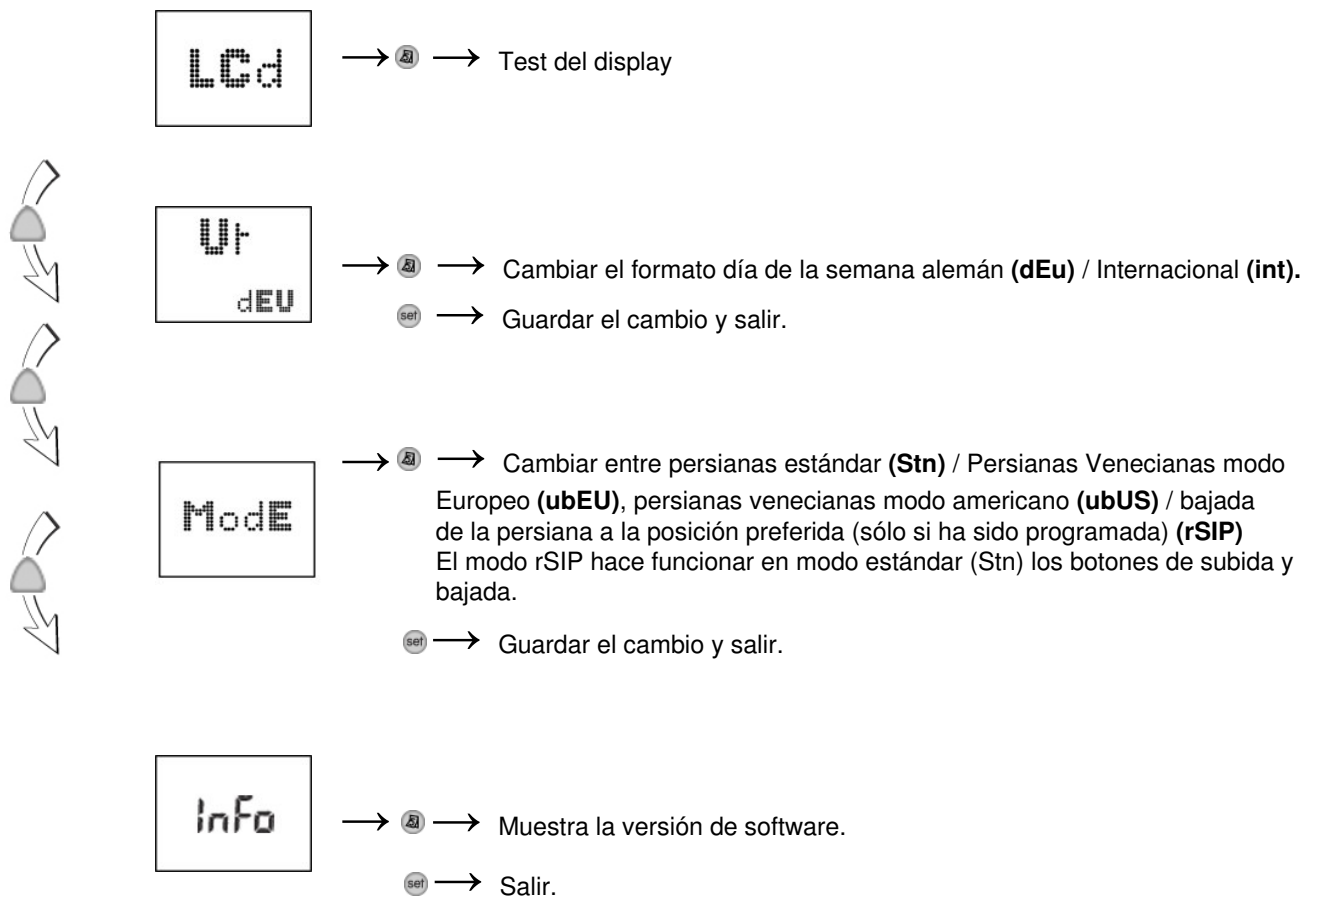 LCd
Test del display
Ur
dEU
Cambiar el formato día de la semana alemán (dEu) / Internacional (int).
set
Guardar el cambio y salir.
ModE
Cambiar entre persianas estándar (Stn) / Persianas Venecianas modo
Europeo (ubEU), persianas venecianas modo americano (ubUS) / bajada
de la persiana a la posición preferida (sólo si ha sido programada) (rSIP)
El modo rSIP hace funcionar en modo estándar (Stn) los botones de subida y
bajada.
set
Guardar el cambio y salir.
InFo
Muestra la versión de software.
set
Salir.